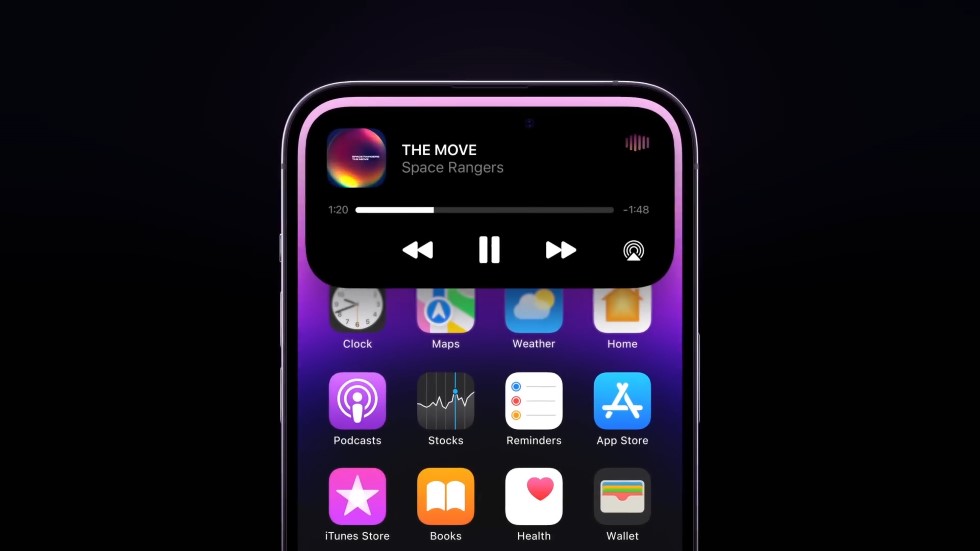 THE MOVE
Space Rangers
1:20 -1:48
Clock Maps Weather Home
Podcasts Stocks Reminders App Store
iTunes Store Books Health Wallet